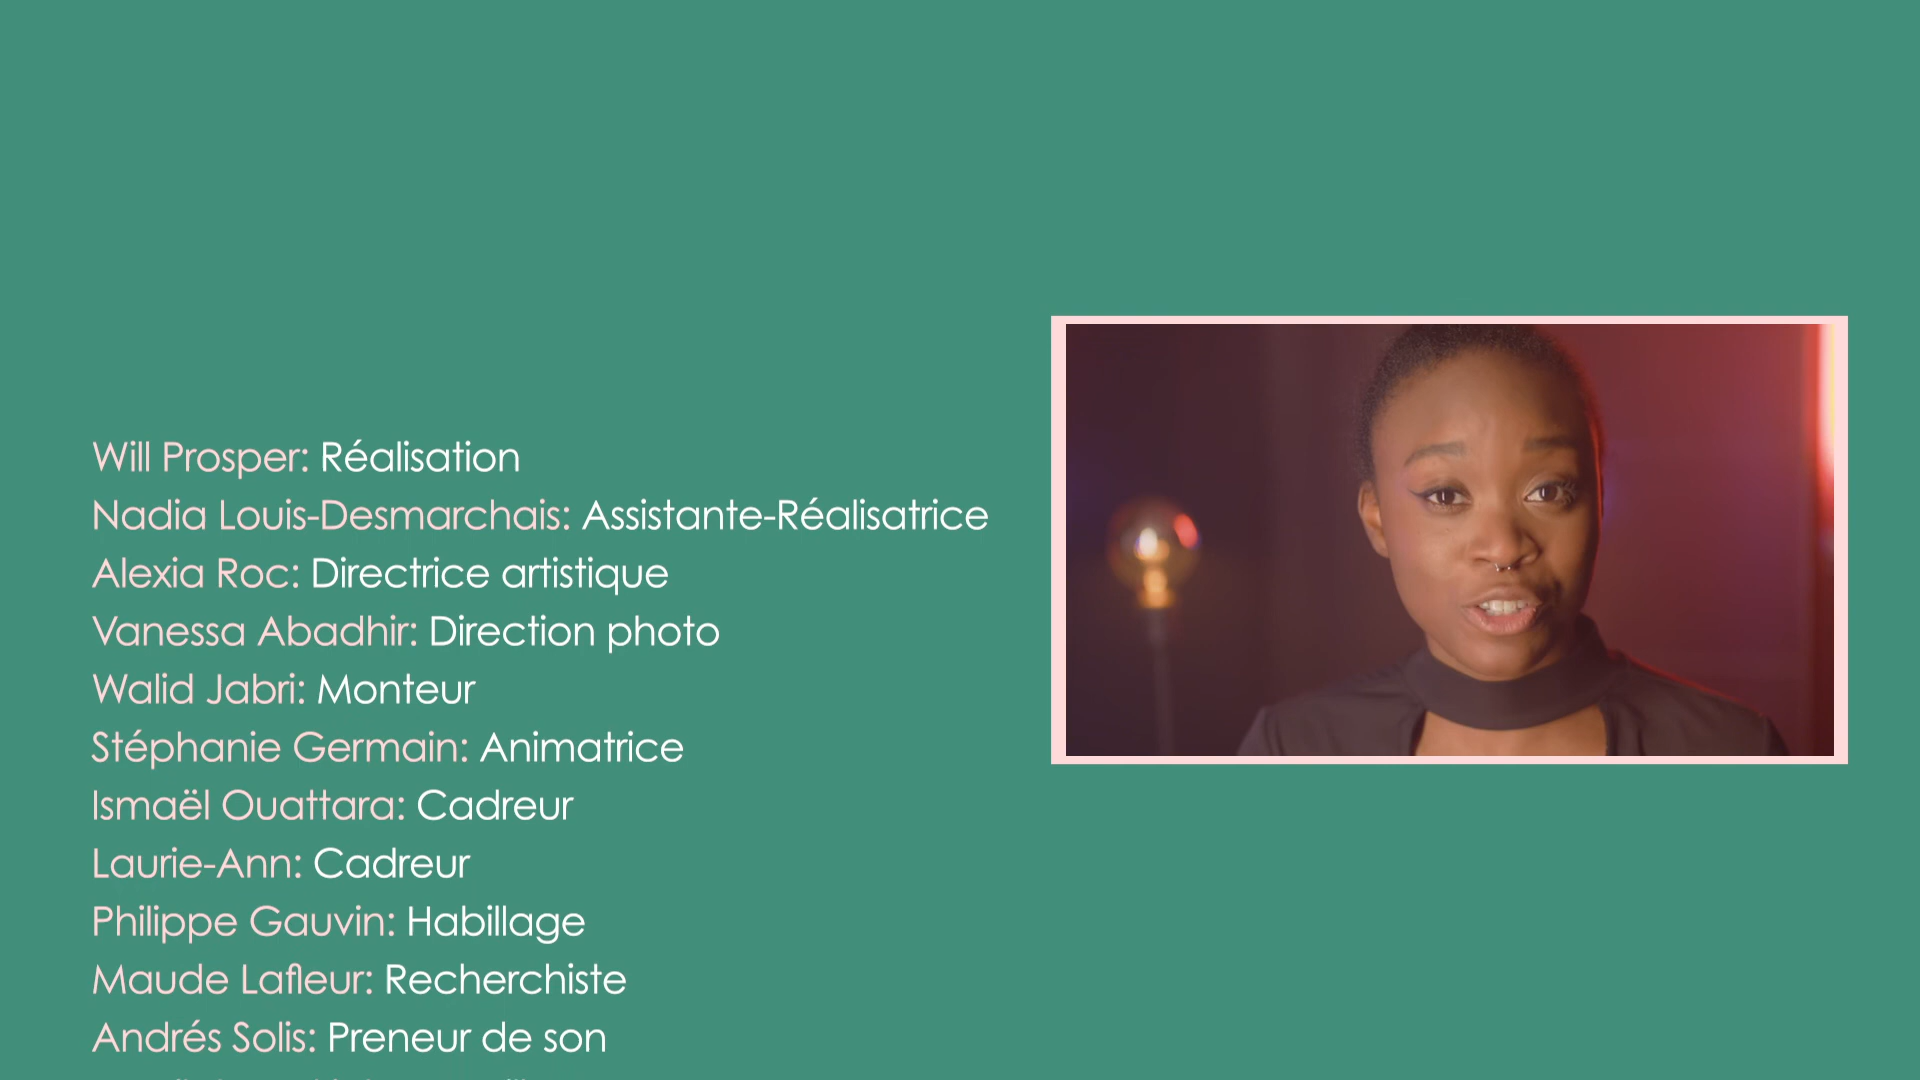 Will Prosper: Réalisation
Nadia Louis-Desmarchais: Assistante-Réalisatrice
Alexia Roc: Directrice artistique
Vanessa Abadhir: Direction photo
Walid Jabri: Monteur
Stéphanie Germain: Animatrice
Ismaël Ouattara: Cadreur
Laurie-Ann: Cadreur
Philippe Gauvin: Habillage
Maude Lafleur: Recherchiste
Andrés Solis: Preneur de son